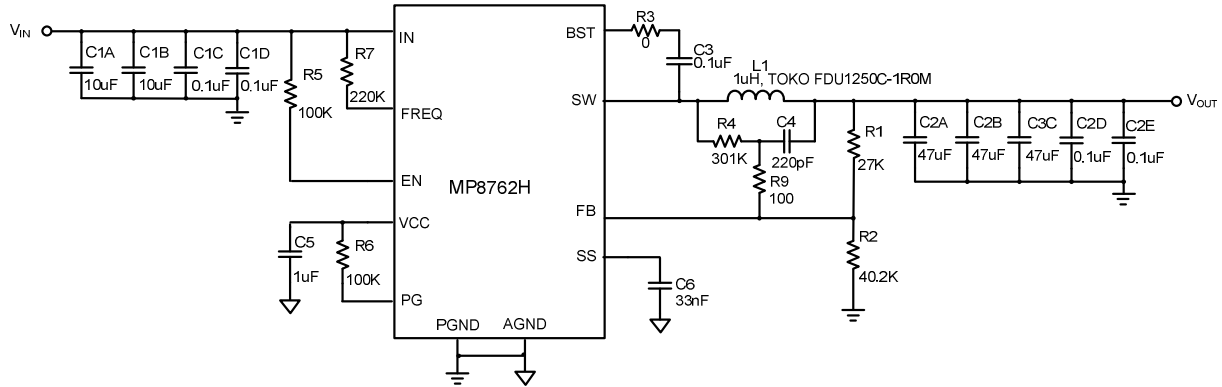 VIN
C1A
10uF
C1B
10uF
C1C
0.1uF
C1D
0.1uF
R5
100K
R7
220K
IN
FREQ
EN
VCC
PG
PGND
AGND
MP8762H
BST
SW
FB
SS
C5
1uF
R6
100K
R3
0
C3
0.1uF
L1
1uH, TOKO FDU1250C-1R0M
R4
301K
C4
220pF
R9
100
R1
27K
R2
40.2K
C6
33nF
C2A
47uF
C2B
47uF
C3C
47uF
C2D
0.1uF
C2E
0.1uF
VOUT